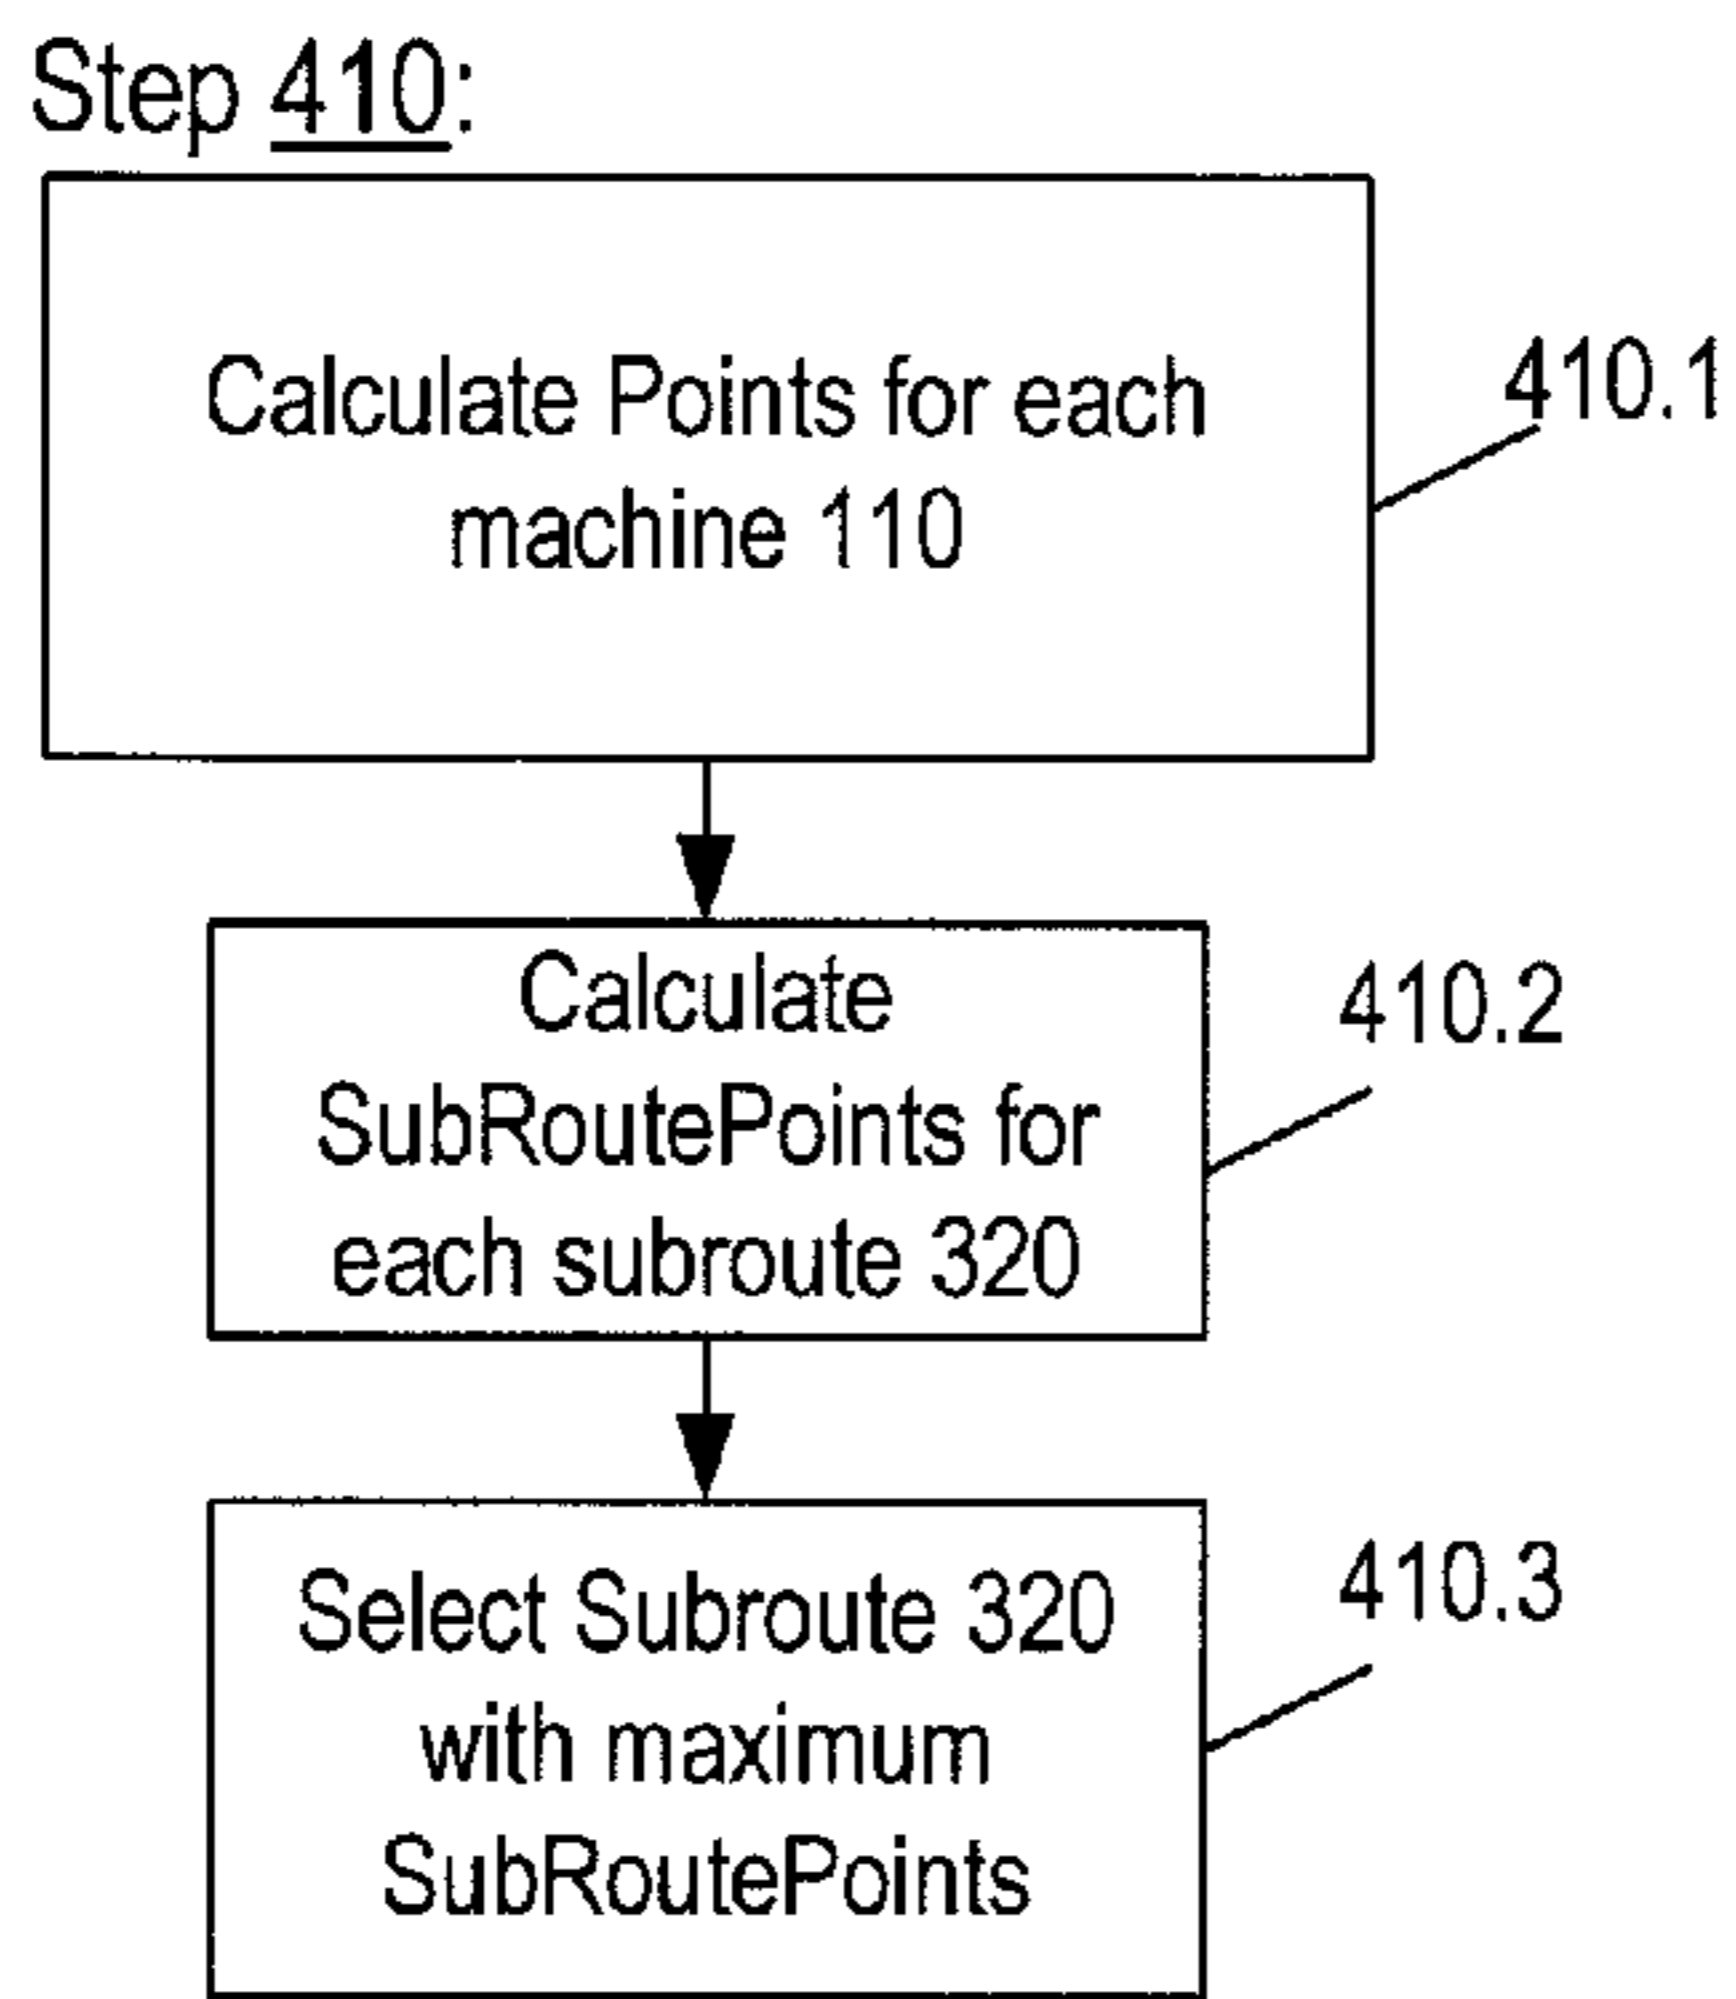 Step 410:
Calculate Points for each
machine 110
410.1
Calculate
SubRoutePoints for
each subroute 320
410.2
Select Subroute 320
with maximum
SubRoutePoints
410.3